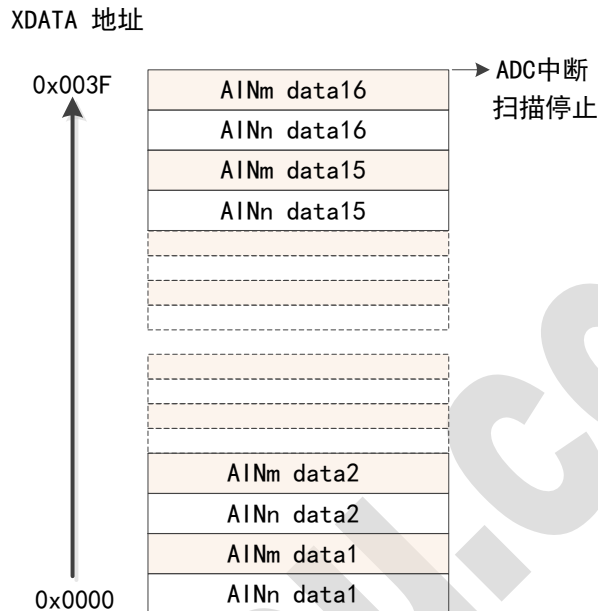 XDATA 地址
0x003F
AINm data16
ADC中断
扫描停止
AINn data16
AINm data15
AINn data15
AINm data2
AINn data2
AINm data1
0x0000
AINn data1